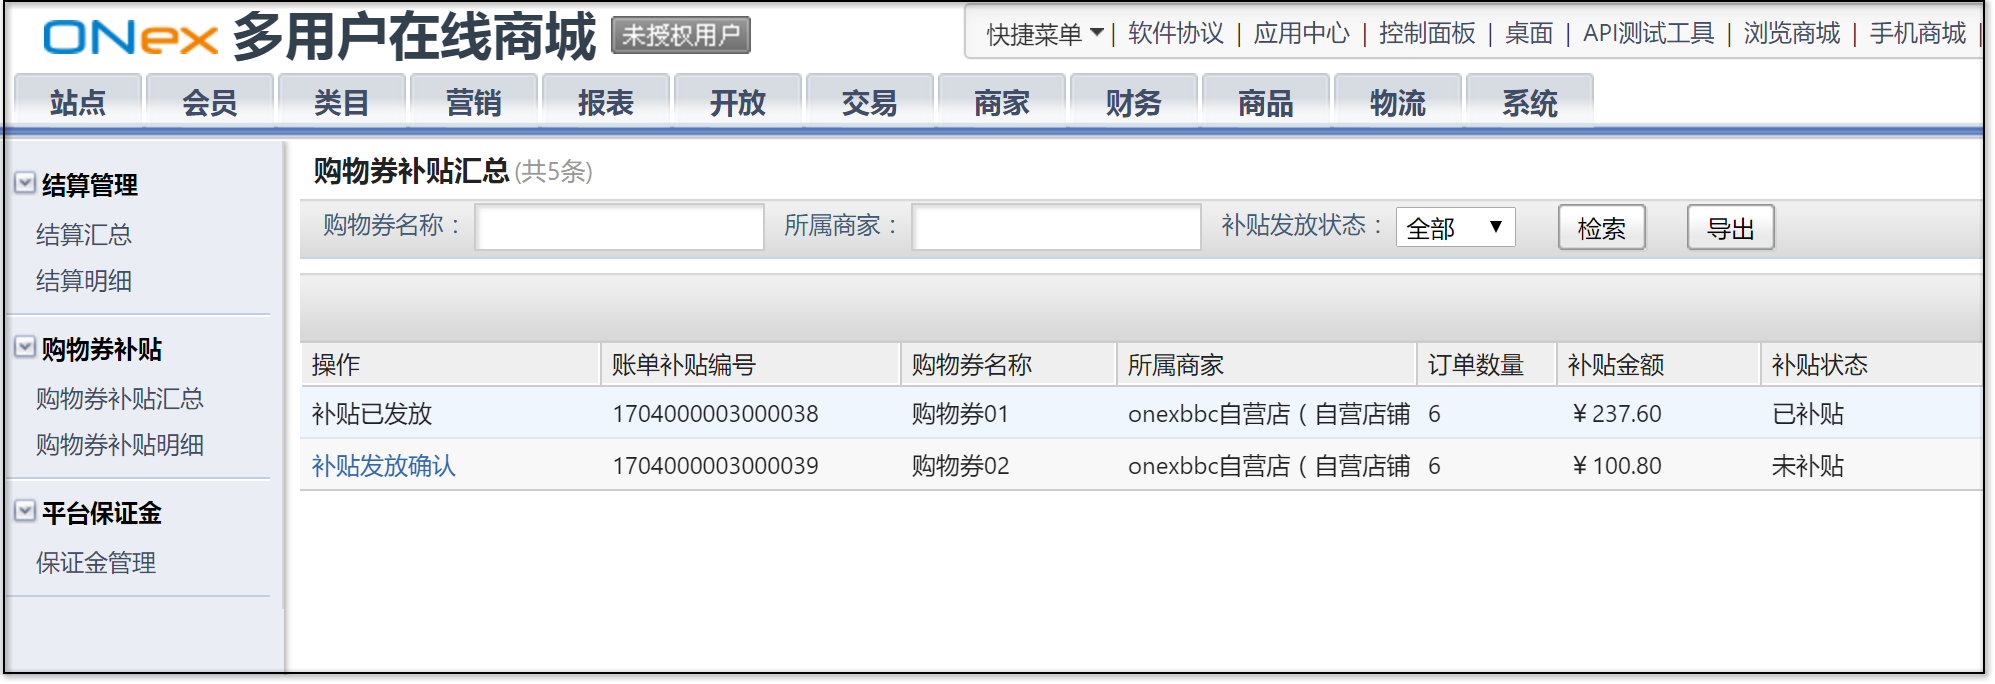 ONex 多用户在线商城 未授权用户
快捷菜单 | 软件协议 | 应用中心 | 控制面板 | 桌面 | API测试工具 | 浏览商城 | 手机商城 |
站点 会员 类目 营销 报表 开放 交易 商家 财务 商品 物流 系统
结算管理
结算汇总
结算明细
购物券补贴
购物券补贴汇总
购物券补贴明细
平台保证金
保证金管理
购物券补贴汇总(共5条)
购物券名称： 所属商家： 补贴发放状态： 全部 检索 导出
操作 账单补贴编号 购物券名称 所属商家 订单数量 补贴金额 补贴状态
补贴已发放 1704000003000038 购物券01 onexbbc自营店（自营店铺 6 ￥237.60 已补贴
补贴发放确认 1704000003000039 购物券02 onexbbc自营店（自营店铺 6 ￥100.80 未补贴